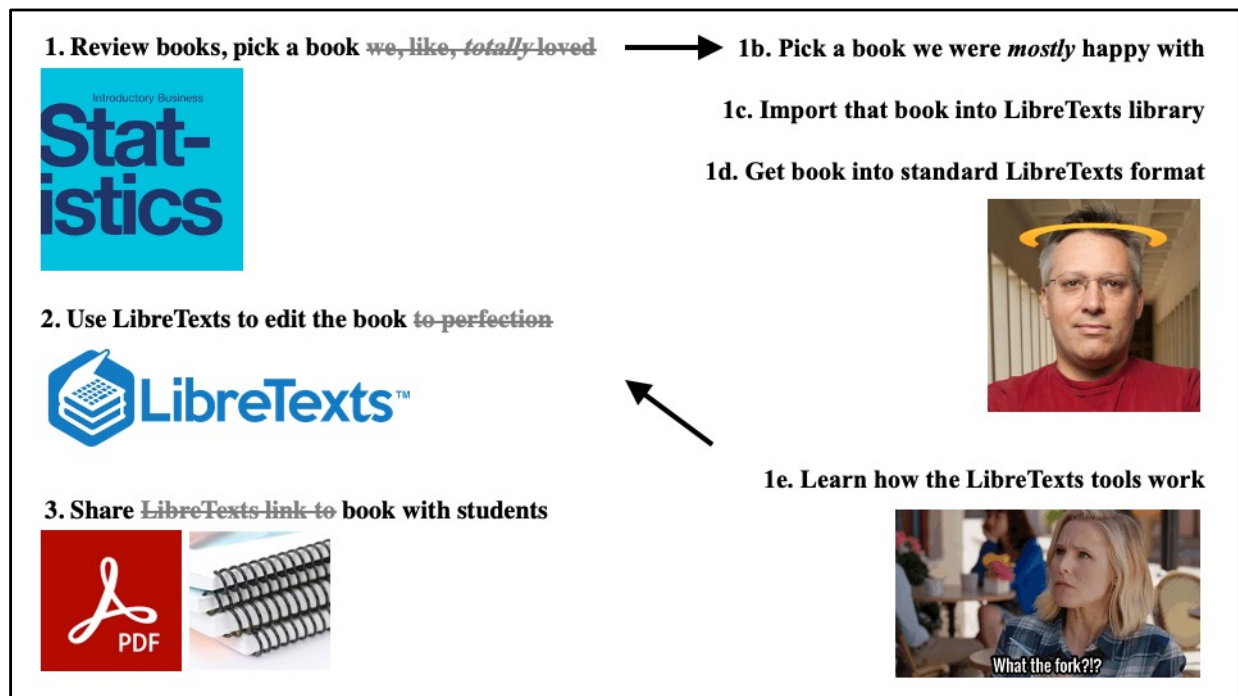 1. Review books, pick a book we, like, totally loved
1b. Pick a book we were mostly happy with
Introductory Business
Stat-
istics
1c. Import that book into LibreTexts library
1d. Get book into standard LibreTexts format
2. Use LibreTexts to edit the book to perfection
LibreTexts™
1e. Learn how the LibreTexts tools work
What the fork?!?
3. Share LibreTexts link to book with students
PDF